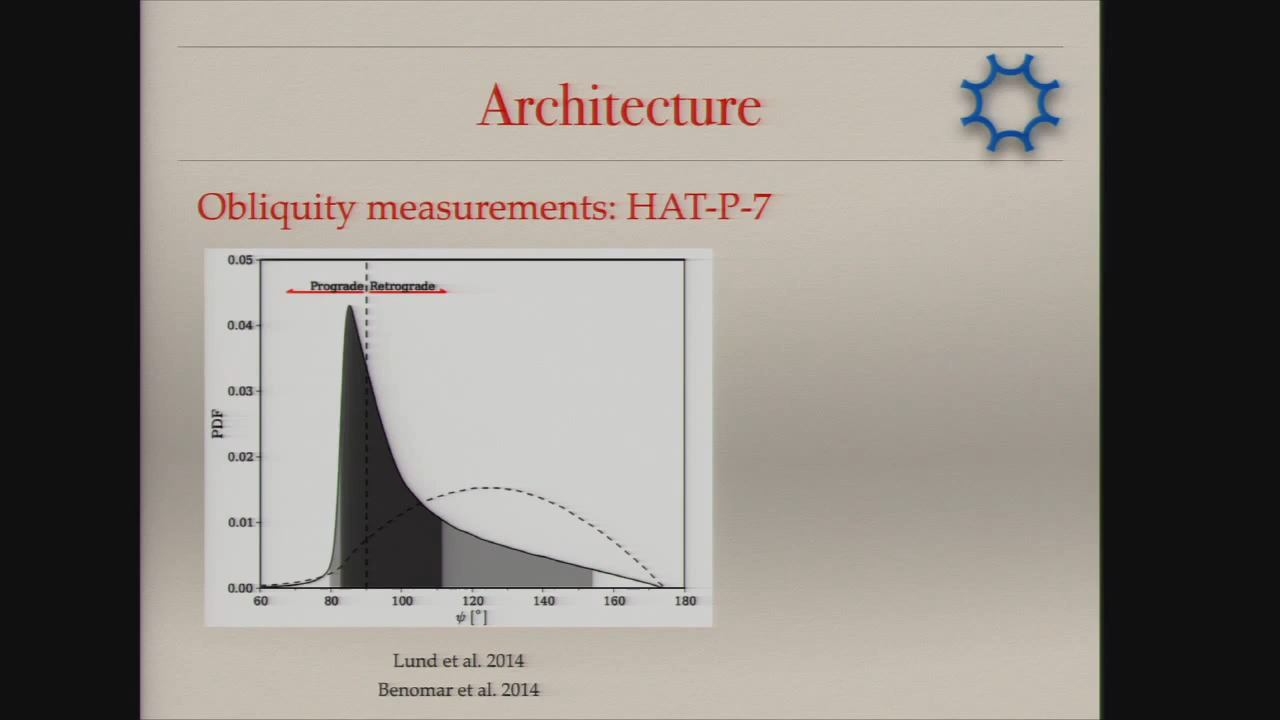 Architecture
Obliquity measurements: HAT-P-7
0.05
Prograde Retrograde
0.04
0.03
PDF
0.02
0.01
0.00
60 80 100 120 140 160 180
ψ [°]
Lund et al. 2014
Benomar et al. 2014